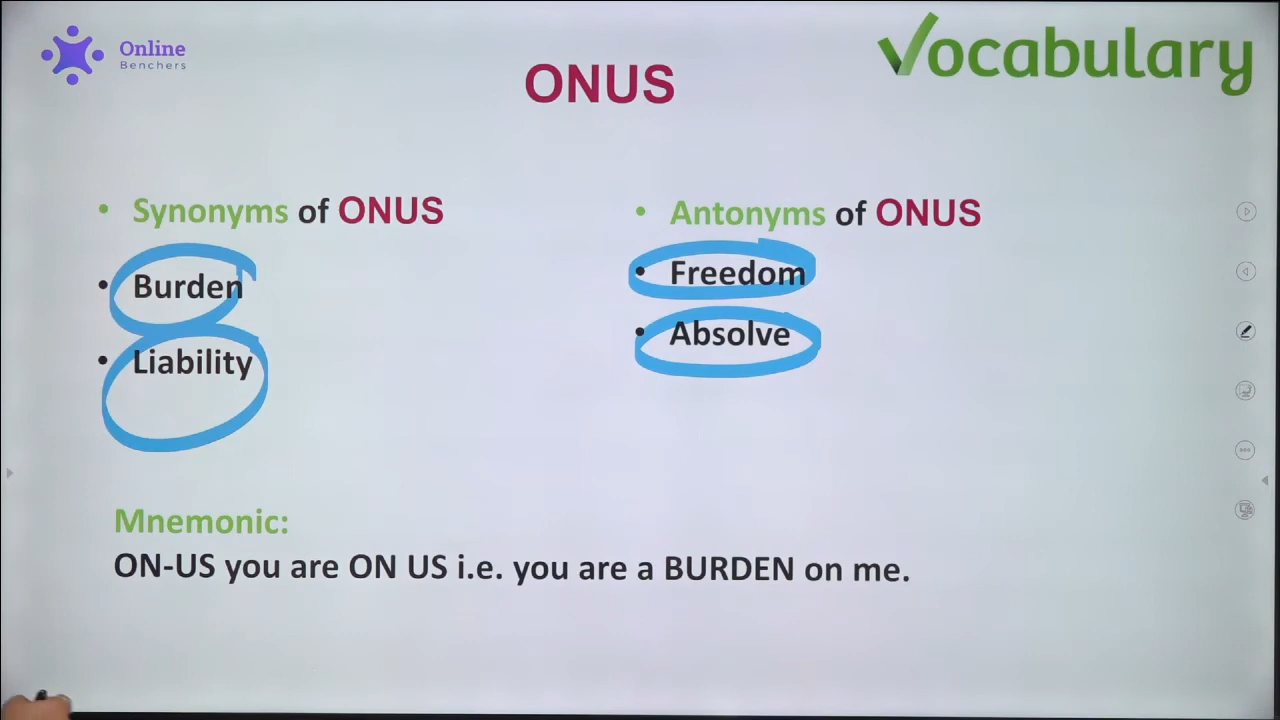 Online
Benchers
Vocabulary
ONUS
• Synonyms of ONUS
• Burden
• Liability
• Antonyms of ONUS
• Freedom
• Absolve
Mnemonic:
ON-US you are ON US i.e. you are a BURDEN on me.